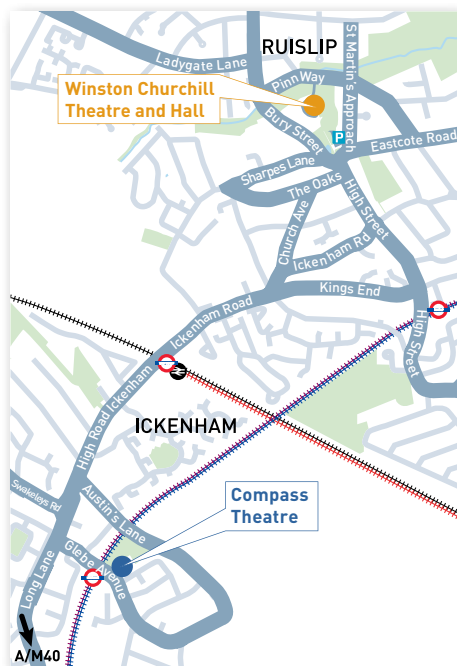 RUISLIP
Ladygate Lane
St Martin's Approach
Pinn Way
Winston Churchill
Theatre and Hall
Bury Street
P
Eastcote Road
Sharpes Lane
The Oaks
High Street
Church Ave
Ickenham Rd
Kings End
Ickenham Road
High Street
High Road Ickenham
ICKENHAM
Compass
Theatre
Swakeleys Rd
Austin's Lane
Glebe Avenue
Long Lane
A/M40